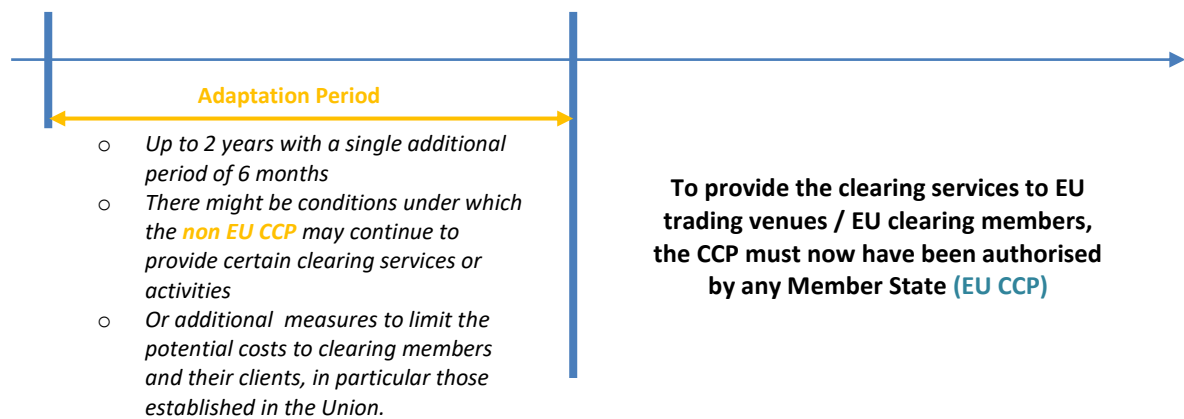 Adaptation Period
o Up to 2 years with a single additional
period of 6 months
o There might be conditions under which
the non EU CCP may continue to
provide certain clearing services or
activities
o Or additional measures to limit the
potential costs to clearing members
and their clients, in particular those
established in the Union.
To provide the clearing services to EU
trading venues / EU clearing members,
the CCP must now have been authorised
by any Member State (EU CCP)